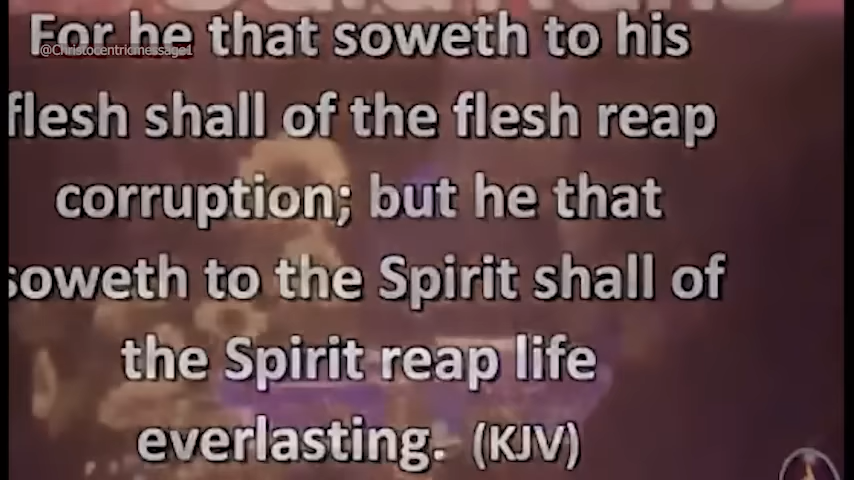 For he that soweth to his
@Christocentricmessage1
flesh shall of the flesh reap
corruption; but he that
soweth to the Spirit shall of
the Spirit reap life
everlasting. (KJV)